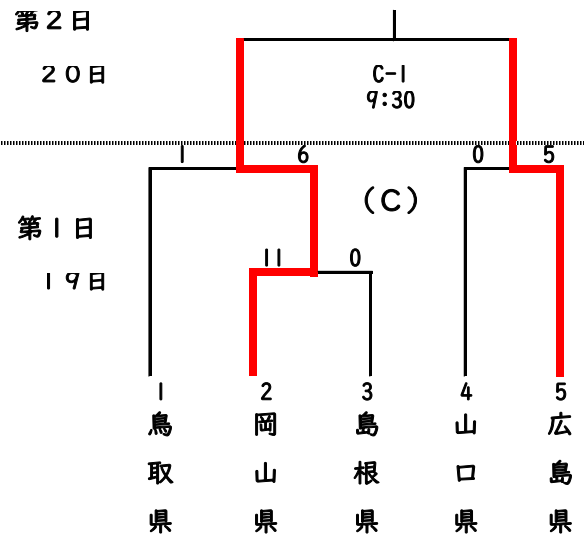 第2日
20日
C-1
9:30
1 6 0 5
(C)
第1日
11 0
19日
1 2 3 4 5
鳥取県
岡山県
島根県
山口県
広島県